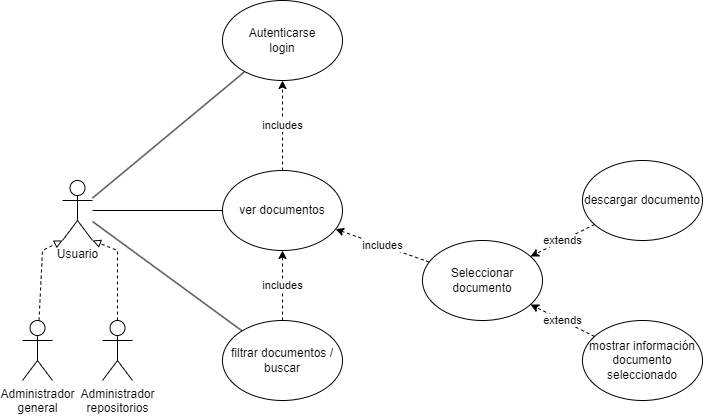 Autenticarse
login
includes
ver documentos
descargar documento
includes
extends
Usuario
Seleccionar
documento
includes
extends
filtrar documentos /
buscar
mostrar información
documento
seleccionado
Administrador
general
Administrador
repositorios